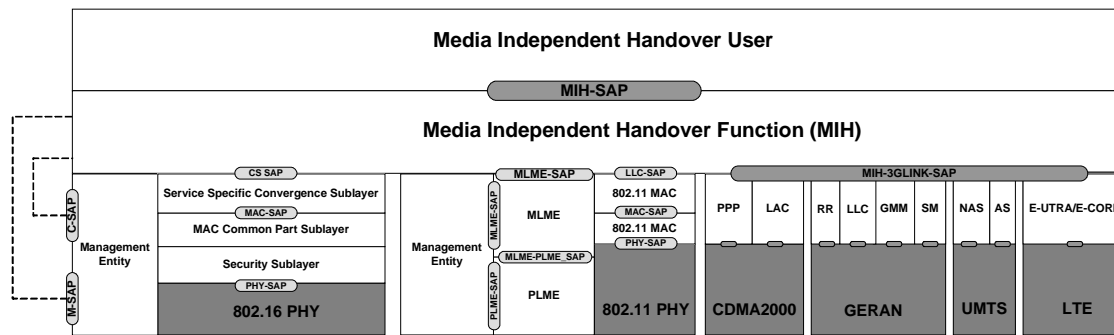 Media Independent Handover User
MIH-SAP
Media Independent Handover Function (MIH)
CS SAP
MLME-SAP
LLC-SAP
MIH-3GLINK-SAP
C-SAP
M-SAP
Management
Entity
Service Specific Convergence Sublayer
MAC-SAP
MAC Common Part Sublayer
Security Sublayer
PHY-SAP
802.16 PHY
Management
Entity
MLME-SAP
PLME-SAP
MLME
MLME-PLME_SAP
PLME
802.11 MAC
MAC-SAP
802.11 MAC
PHY-SAP
802.11 PHY
PPP
LAC
CDMA2000
RR
LLC
GMM
SM
GERAN
NAS
AS
UMTS
E-UTRA/E-CORE
LTE